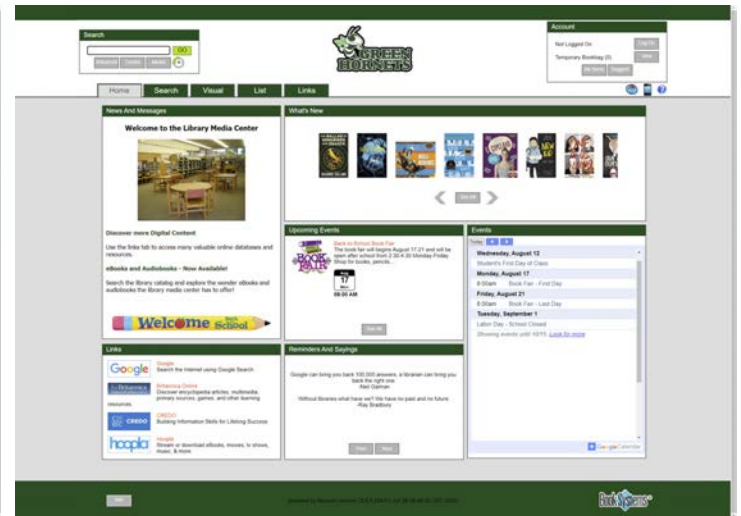 Search
GO
Account
Not Logged On
Log On
Temporary Bookbag (0)
View
Suggest
GREEN
HORNETS
Home
Search
Visual
List
Links
News And Messages
Welcome to the Library Media Center
Discover more Digital Content
Use the links tab to access many valuable online databases and
resources.
eBooks and Audiobooks - Now Available!
Search the library catalog and explore the wonder eBooks and
audiobooks the library media center has to offer!
Welcome Back to School
What's New
See All
Upcoming Events
BOOK
FAIR
Back-to-School Book Fair
The book fair will begins August 17-21 and will be
open after school from 2:30-4:30 Monday-Friday.
Shop for books, pencils...
Aug
17
Mon
08:00 AM
See All
Events
Today
Wednesday, August 12
Student's First Day of Class
Monday, August 17
8:00am Book Fair - First Day
Friday, August 21
8:00am Book Fair - Last Day
Tuesday, September 1
Labor Day - School Closed
Showing events until 10/15. Look for more
Google Calendar
Links
Google
Google
Search the Internet using Google Search
Britannica
Britannica Online
Discover encyclopedia articles, multimedia,
primary sources, games, and other learning
resources.
CREDO
CREDO
Building Information Skills for Lifelong Success
hoopla
Hoopla
Stream or download eBooks, movies, tv shows,
music, & more
Reminders And Sayings
Google can bring you back 100,000 answers, a librarian can bring you
back the right one.
-Neil Gaiman
Without libraries what have we? We have no past and no future.
-Ray Bradbury
Prev
Next
Book Systems